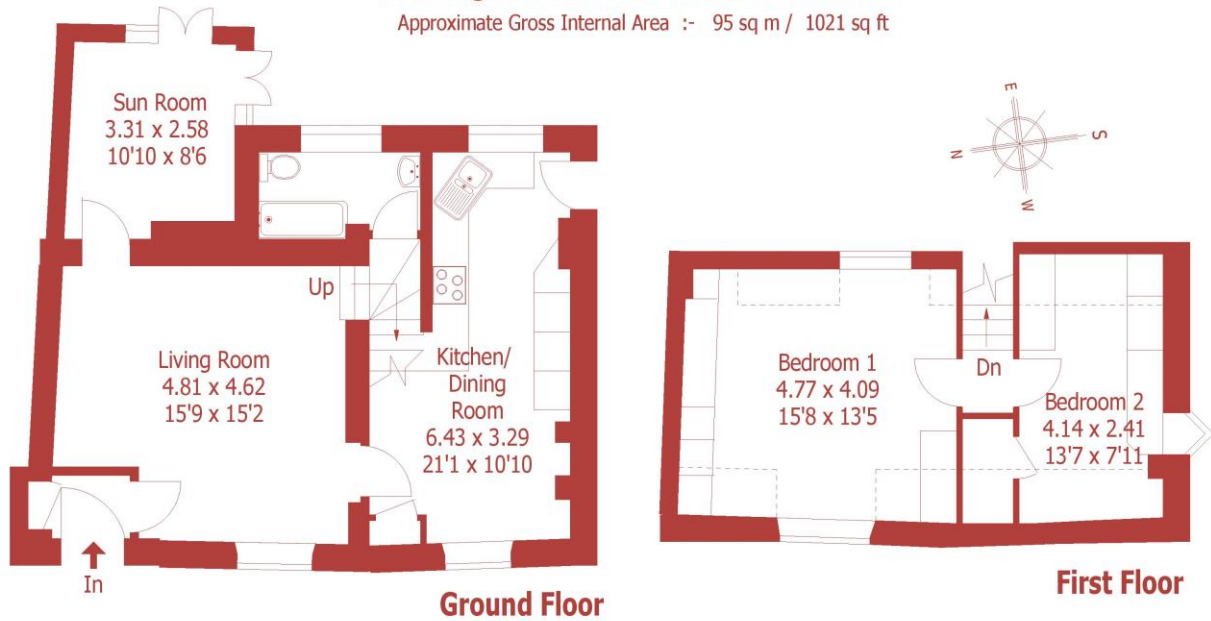 Approximate Gross Internal Area :- 95 sq m / 1021 sq ft
Sun Room
3.31 x 2.58
10'10 x 8'6
E
S
N
W
Up
Living Room
4.81 x 4.62
15'9 x 15'2
Kitchen/
Dining
Room
6.43 x 3.29
21'1 x 10'10
In
Ground Floor
Bedroom 1
4.77 x 4.09
15'8 x 13'5
Dn
Bedroom 2
4.14 x 2.41
13'7 x 7'11
First Floor